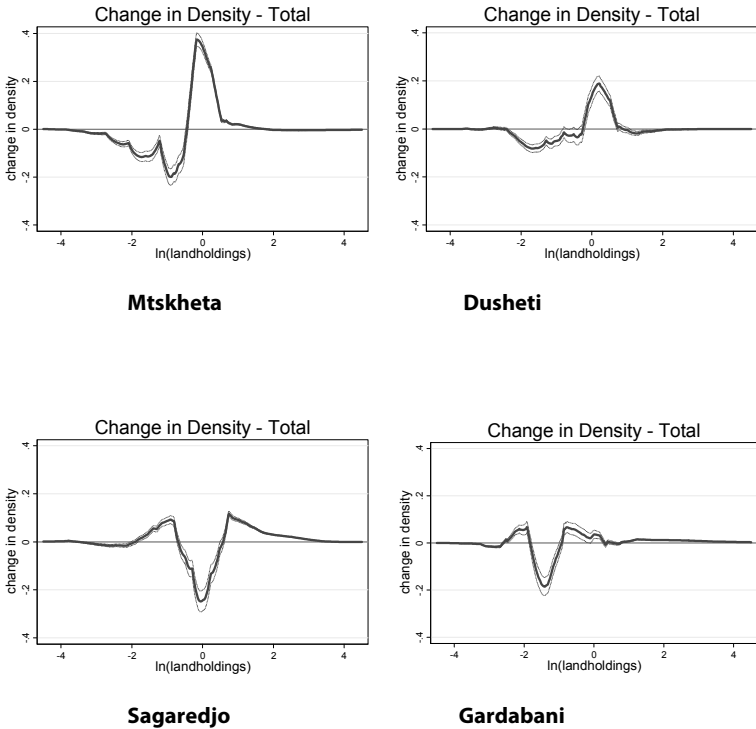 Change in Density - Total
change in density
.4
.2
0
-.2
-.4
-4 -2 0 2 4
ln(landholdings)
Mtskheta
Change in Density - Total
change in density
.4
.2
0
-.2
-.4
-4 -2 0 2 4
ln(landholdings)
Dusheti
Change in Density - Total
change in density
.4
.2
0
-.2
-.4
-4 -2 0 2 4
ln(landholdings)
Sagaredjo
Change in Density - Total
change in density
.4
.2
0
-.2
-.4
-4 -2 0 2 4
ln(landholdings)
Gardabani